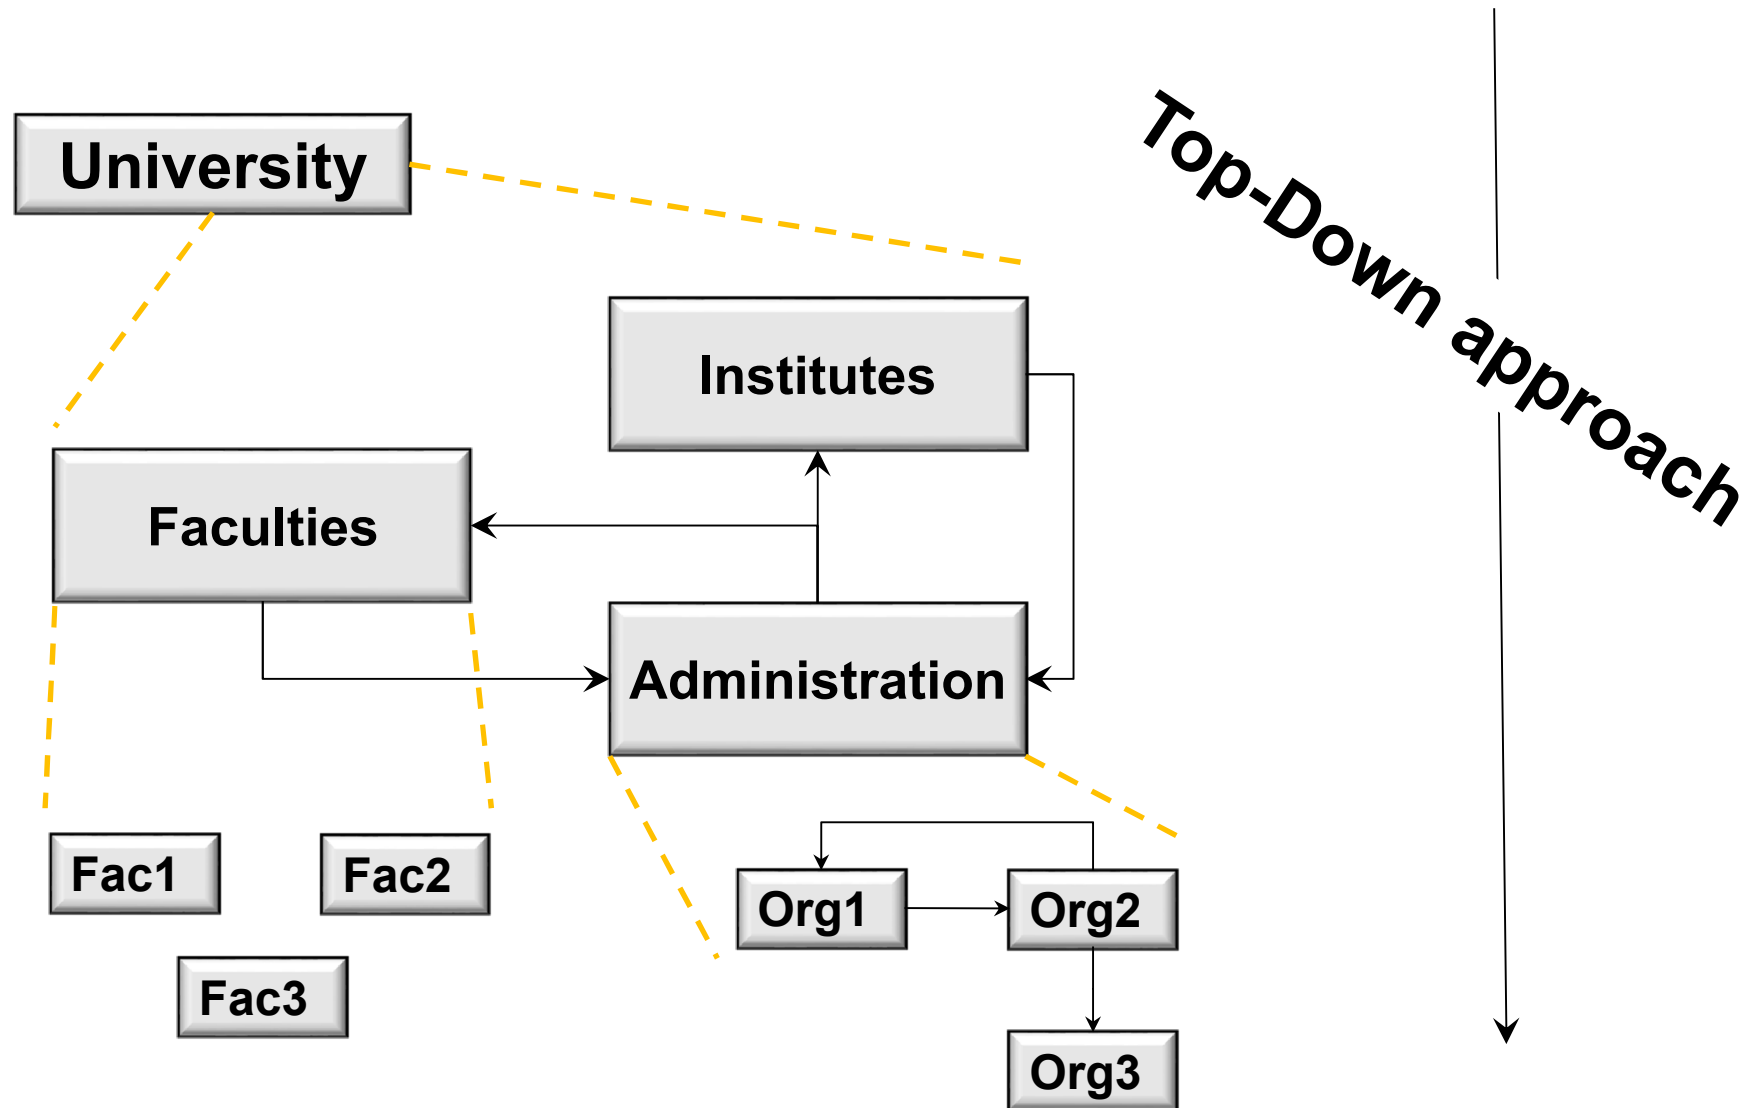 University
Top-Down approach
Institutes
Faculties
Administration
Fac1
Fac2
Org1
Org2
Fac3
Org3